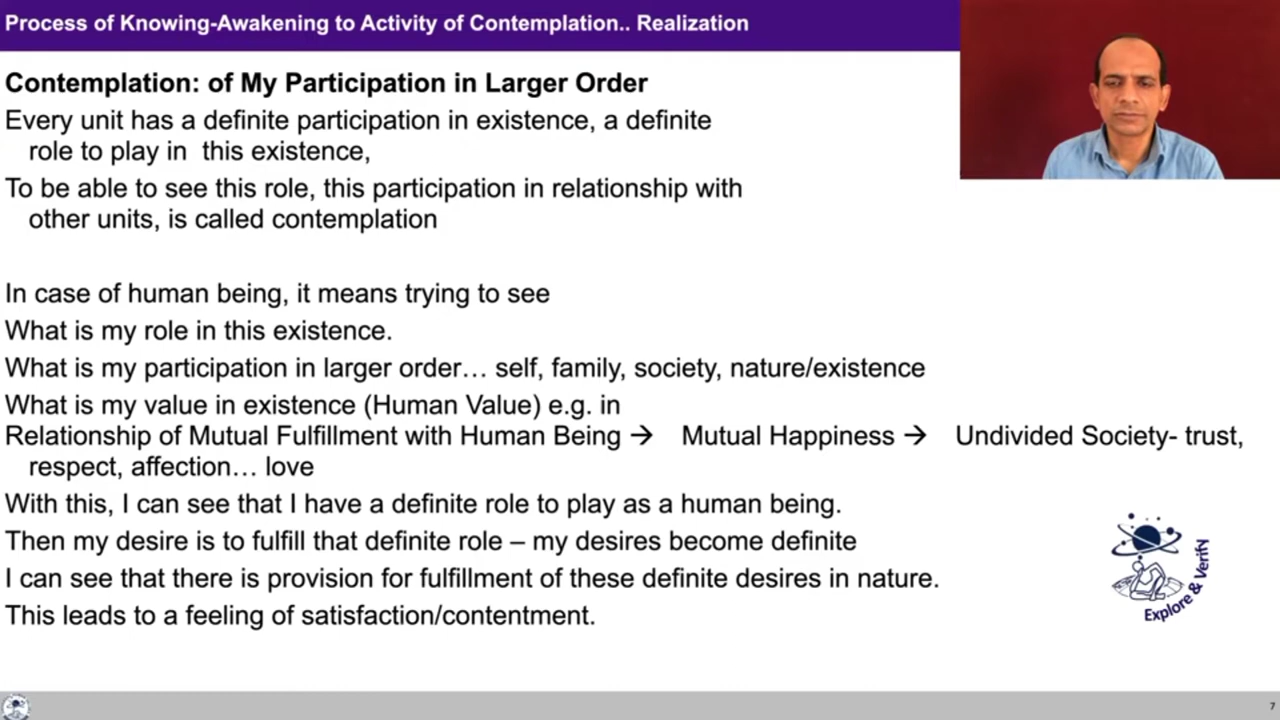 Process of Knowing-Awakening to Activity of Contemplation.. Realization
Contemplation: of My Participation in Larger Order
Every unit has a definite participation in existence, a definite
role to play in this existence,
To be able to see this role, this participation in relationship with
other units, is called contemplation
In case of human being, it means trying to see
What is my role in this existence.
What is my participation in larger order… self, family, society, nature/existence
What is my value in existence (Human Value) e.g. in
Relationship of Mutual Fulfillment with Human Being → Mutual Happiness → Undivided Society- trust,
respect, affection… love
With this, I can see that I have a definite role to play as a human being.
Then my desire is to fulfill that definite role – my desires become definite
I can see that there is provision for fulfillment of these definite desires in nature.
This leads to a feeling of satisfaction/contentment.
Explore & Verify
7